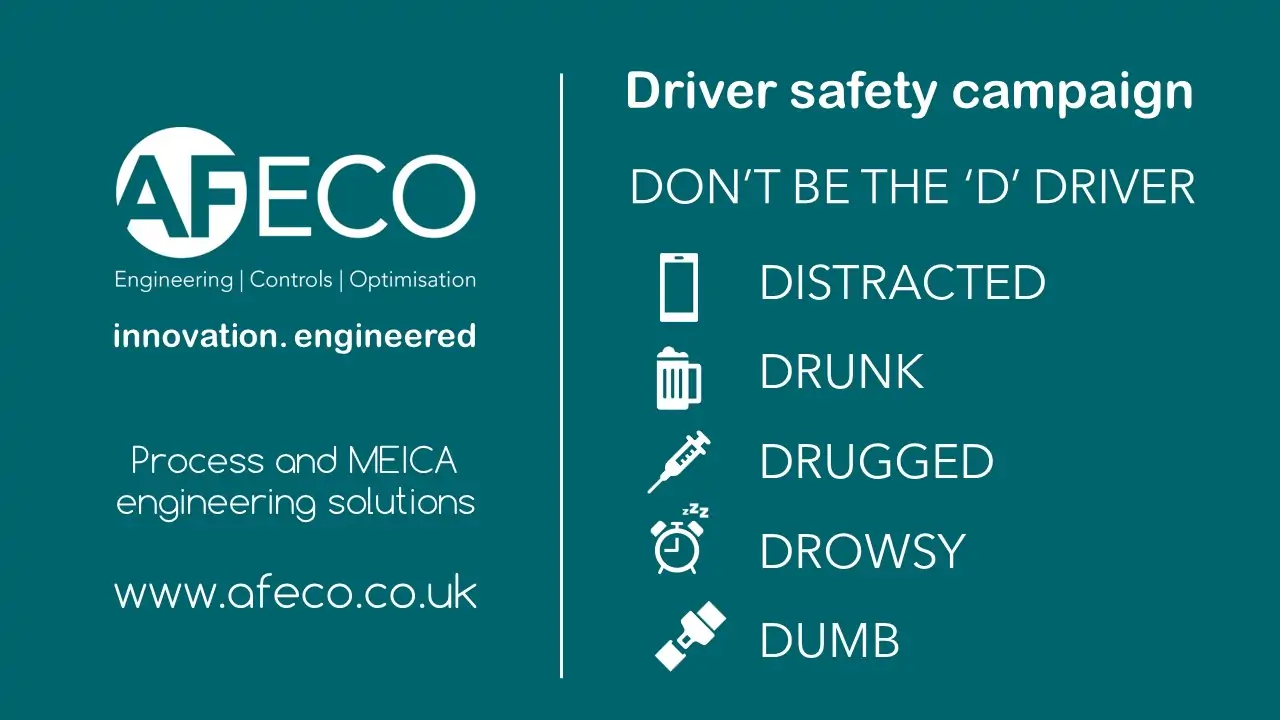 AFECO
Engineering | Controls | Optimisation
innovation. engineered
Process and MEICA
engineering solutions
www.afeco.co.uk
Driver safety campaign
DON’T BE THE ‘D’ DRIVER
DISTRACTED
DRUNK
DRUGGED
zzz
DROWSY
DUMB